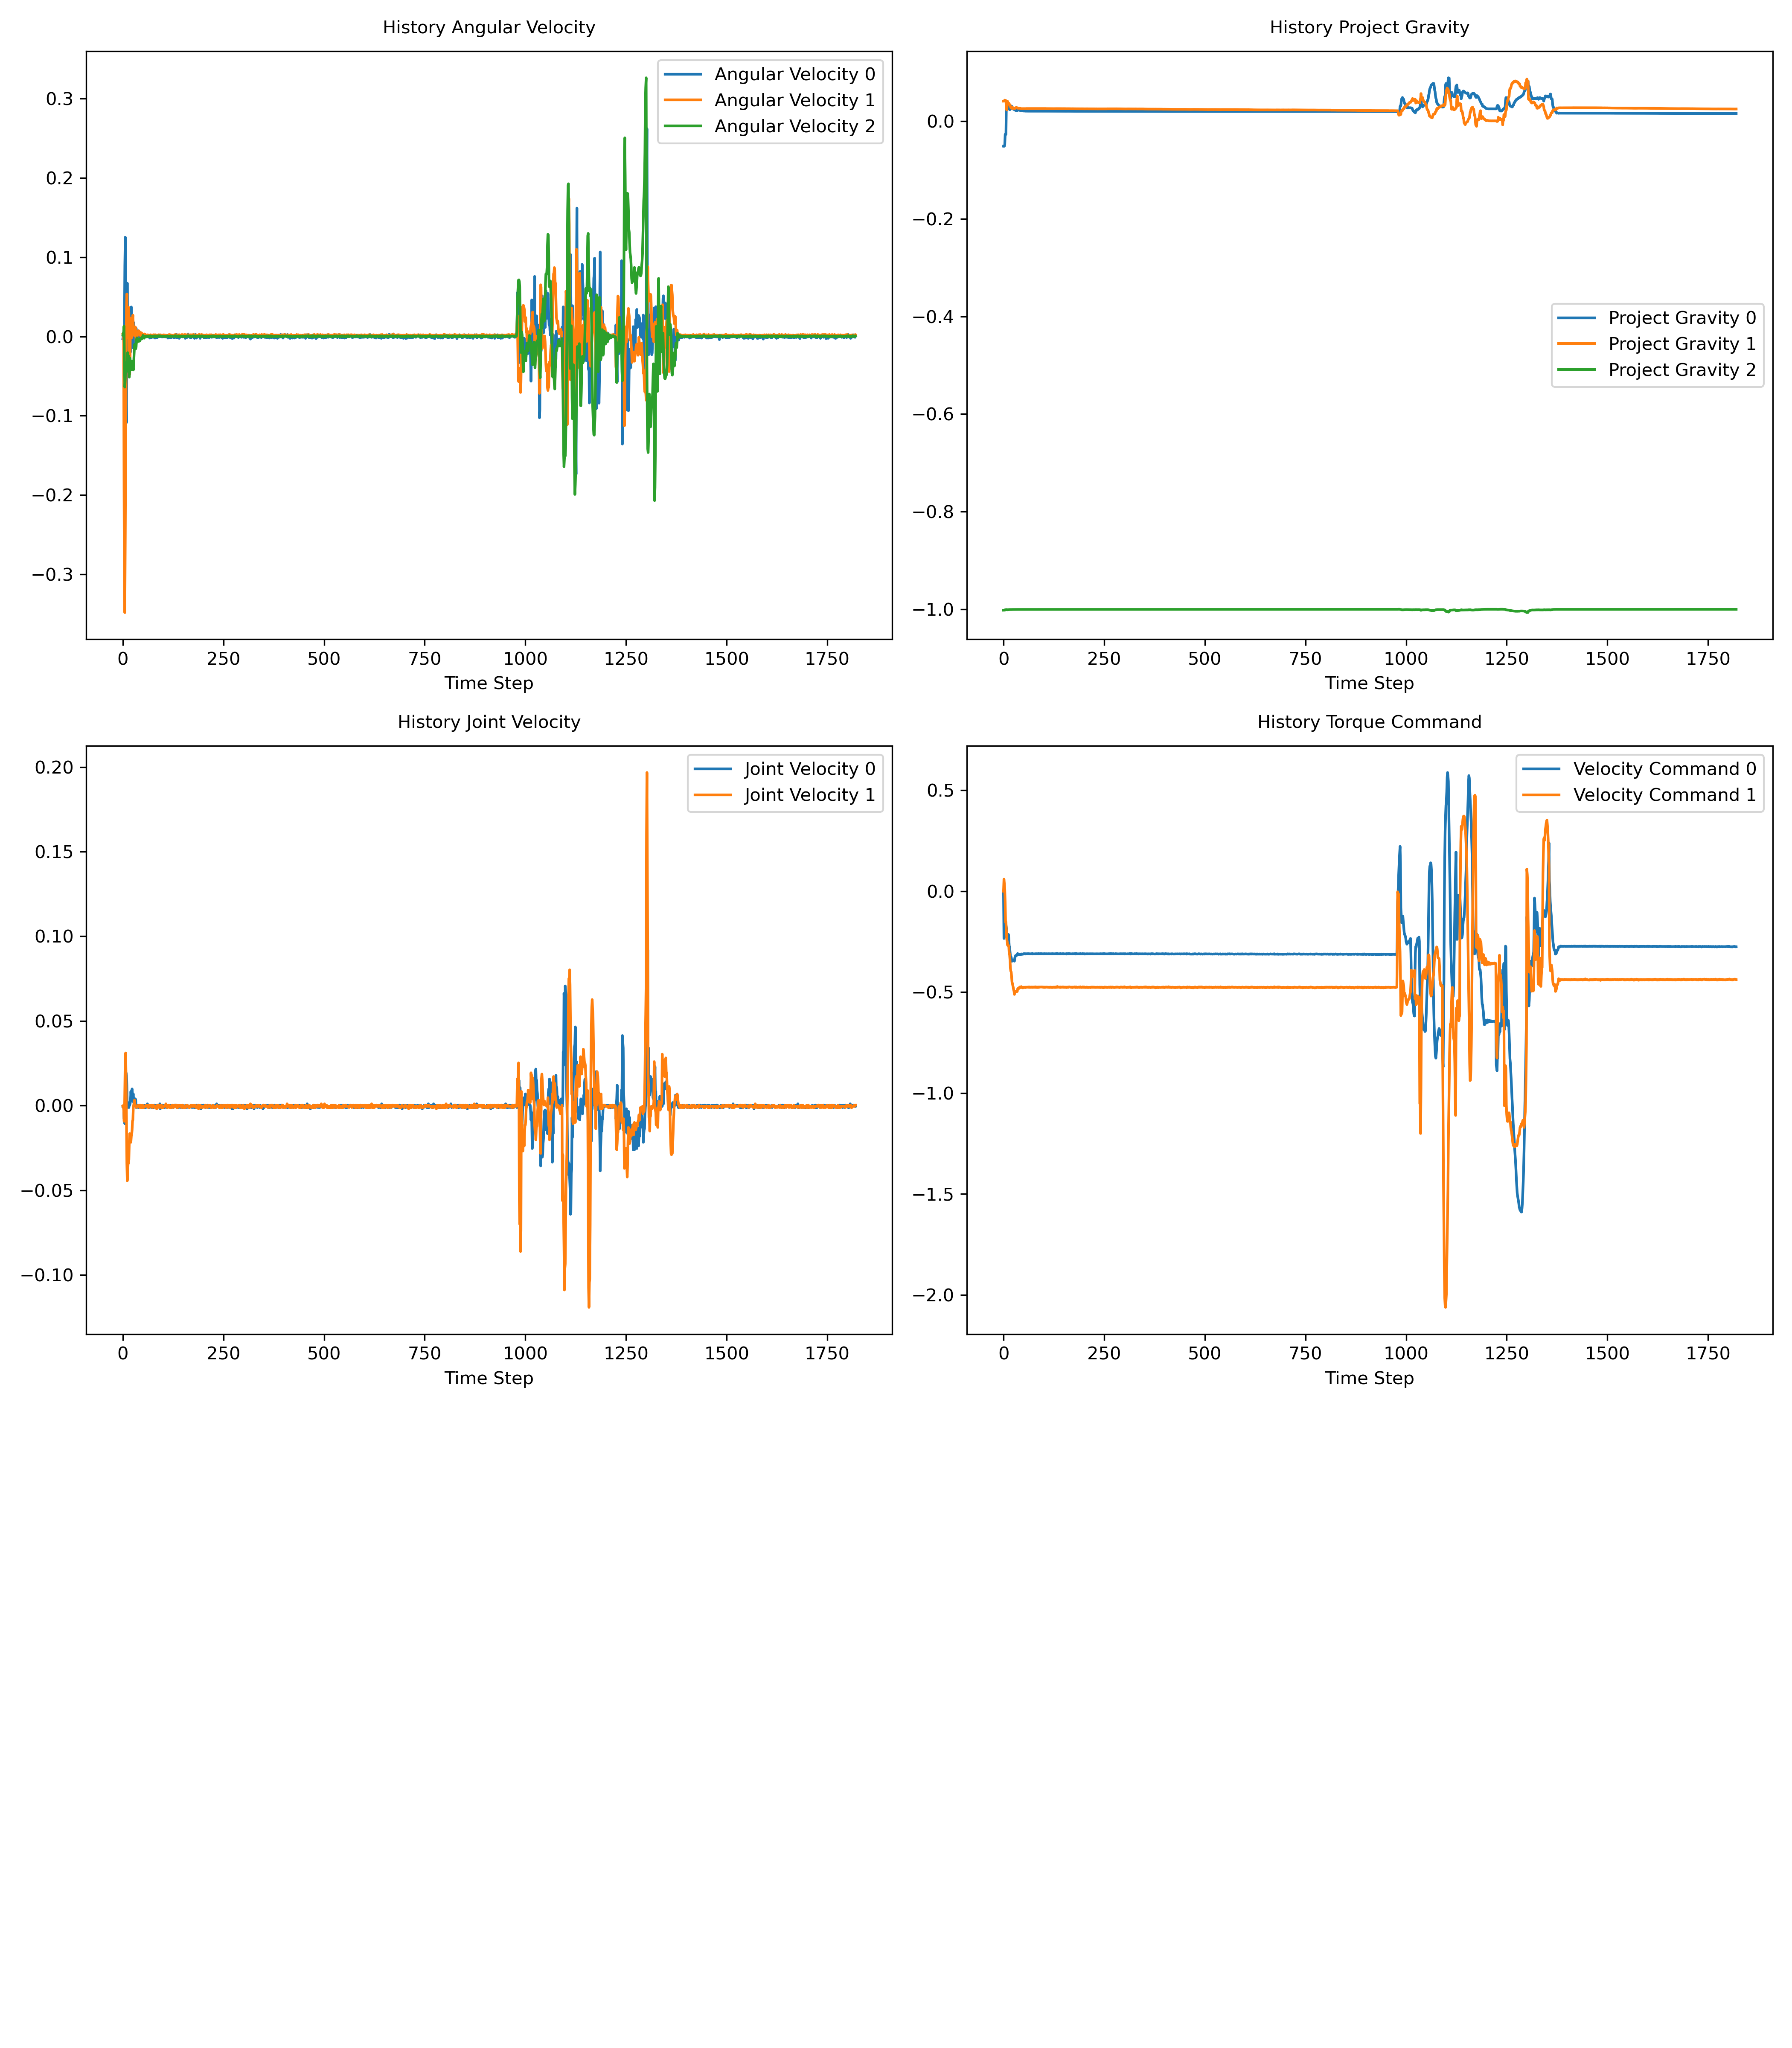 History Angular Velocity
Angular Velocity 0
Angular Velocity 1
Angular Velocity 2
0.3
0.2
0.1
0.0
−0.1
−0.2
−0.3
0 250 500 750 1000 1250 1500 1750
Time Step
History Project Gravity
Project Gravity 0
Project Gravity 1
Project Gravity 2
0.0
−0.2
−0.4
−0.6
−0.8
−1.0
0 250 500 750 1000 1250 1500 1750
Time Step
History Joint Velocity
Joint Velocity 0
Joint Velocity 1
0.20
0.15
0.10
0.05
0.00
−0.05
−0.10
0 250 500 750 1000 1250 1500 1750
Time Step
History Torque Command
Velocity Command 0
Velocity Command 1
0.5
0.0
−0.5
−1.0
−1.5
−2.0
0 250 500 750 1000 1250 1500 1750
Time Step